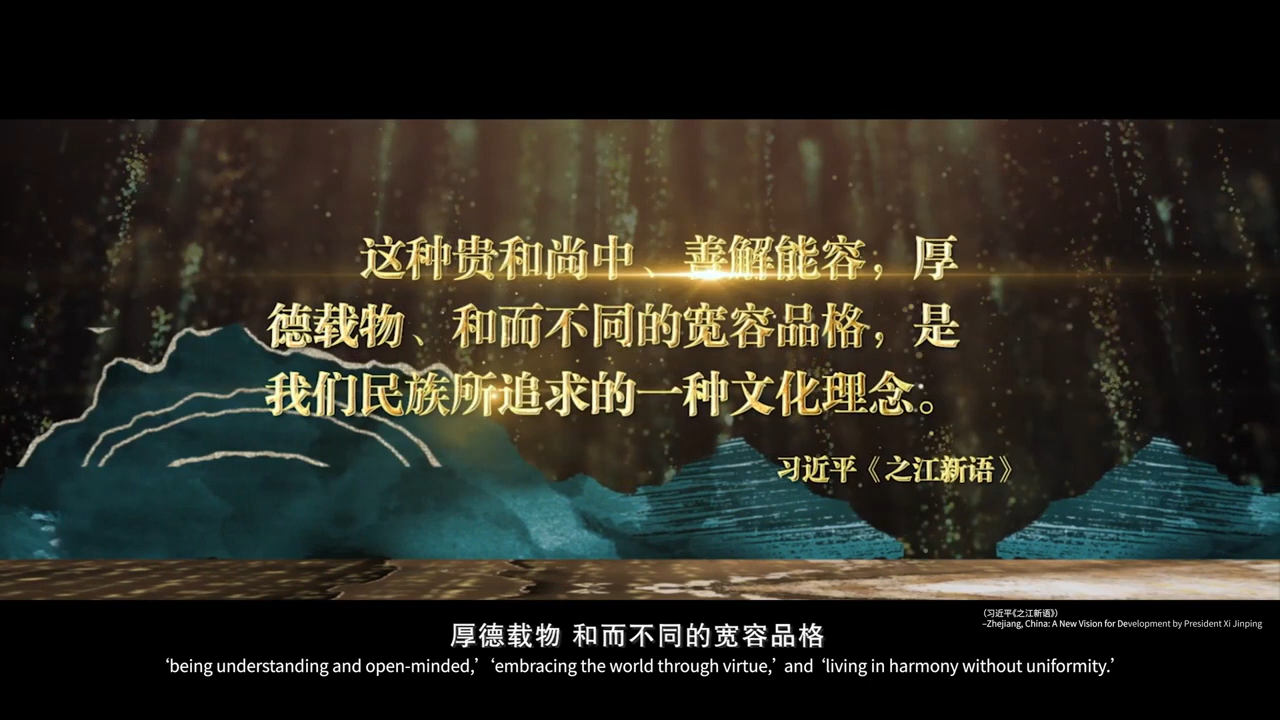 这种贵和尚中、善解能容，厚
德载物、和而不同的宽容品格，是
我们民族所追求的一种文化理念。
习近平《之江新语》
（习近平《之江新语》）
–Zhejiang, China: A New Vision for Development by President Xi Jinping
厚德载物 和而不同的宽容品格
‘being understanding and open-minded,’ ‘embracing the world through virtue,’ and ‘living in harmony without uniformity.’